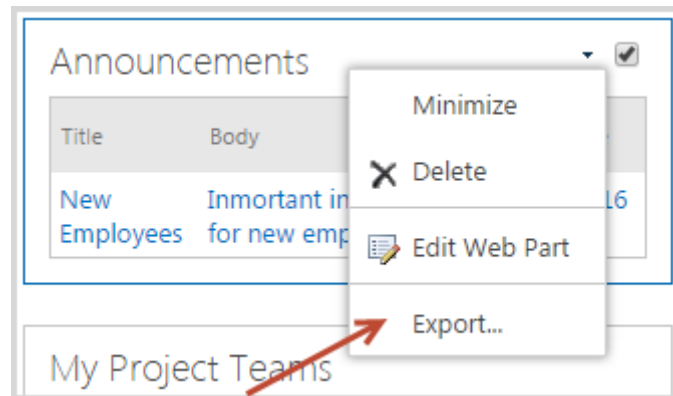 Announcements
Minimize
Title Body
Delete
New Inmortant in 16
Employees for new emp
Edit Web Part
Export...
My Project Teams